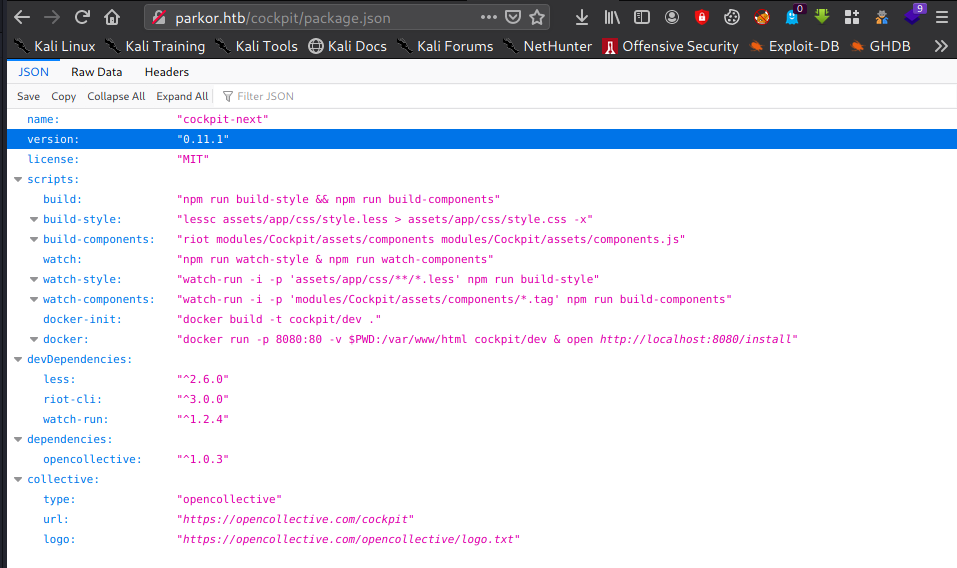 parkor.htb/cockpit/package.json
0
9
Kali Linux Kali Training Kali Tools Kali Docs Kali Forums NetHunter Offensive Security Exploit-DB GHDB
JSON Raw Data Headers
Save Copy Collapse All Expand All Filter JSON
name: "cockpit-next"
version: "0.11.1"
license: "MIT"
scripts:
build: "npm run build-style && npm run build-components"
build-style: "lessc assets/app/css/style.less > assets/app/css/style.css -x"
build-components: "riot modules/Cockpit/assets/components modules/Cockpit/assets/components.js"
watch: "npm run watch-style & npm run watch-components"
watch-style: "watch-run -i -p 'assets/app/css/**/*.less' npm run build-style"
watch-components: "watch-run -i -p 'modules/Cockpit/assets/components/*.tag' npm run build-components"
docker-init: "docker build -t cockpit/dev ."
docker: "docker run -p 8080:80 -v $PWD:/var/www/html cockpit/dev & open http://localhost:8080/install"
devDependencies:
less: "^2.6.0"
riot-cli: "^3.0.0"
watch-run: "^1.2.4"
dependencies:
opencollective: "^1.0.3"
collective:
type: "opencollective"
url: "https://opencollective.com/cockpit"
logo: "https://opencollective.com/opencollective/logo.txt"